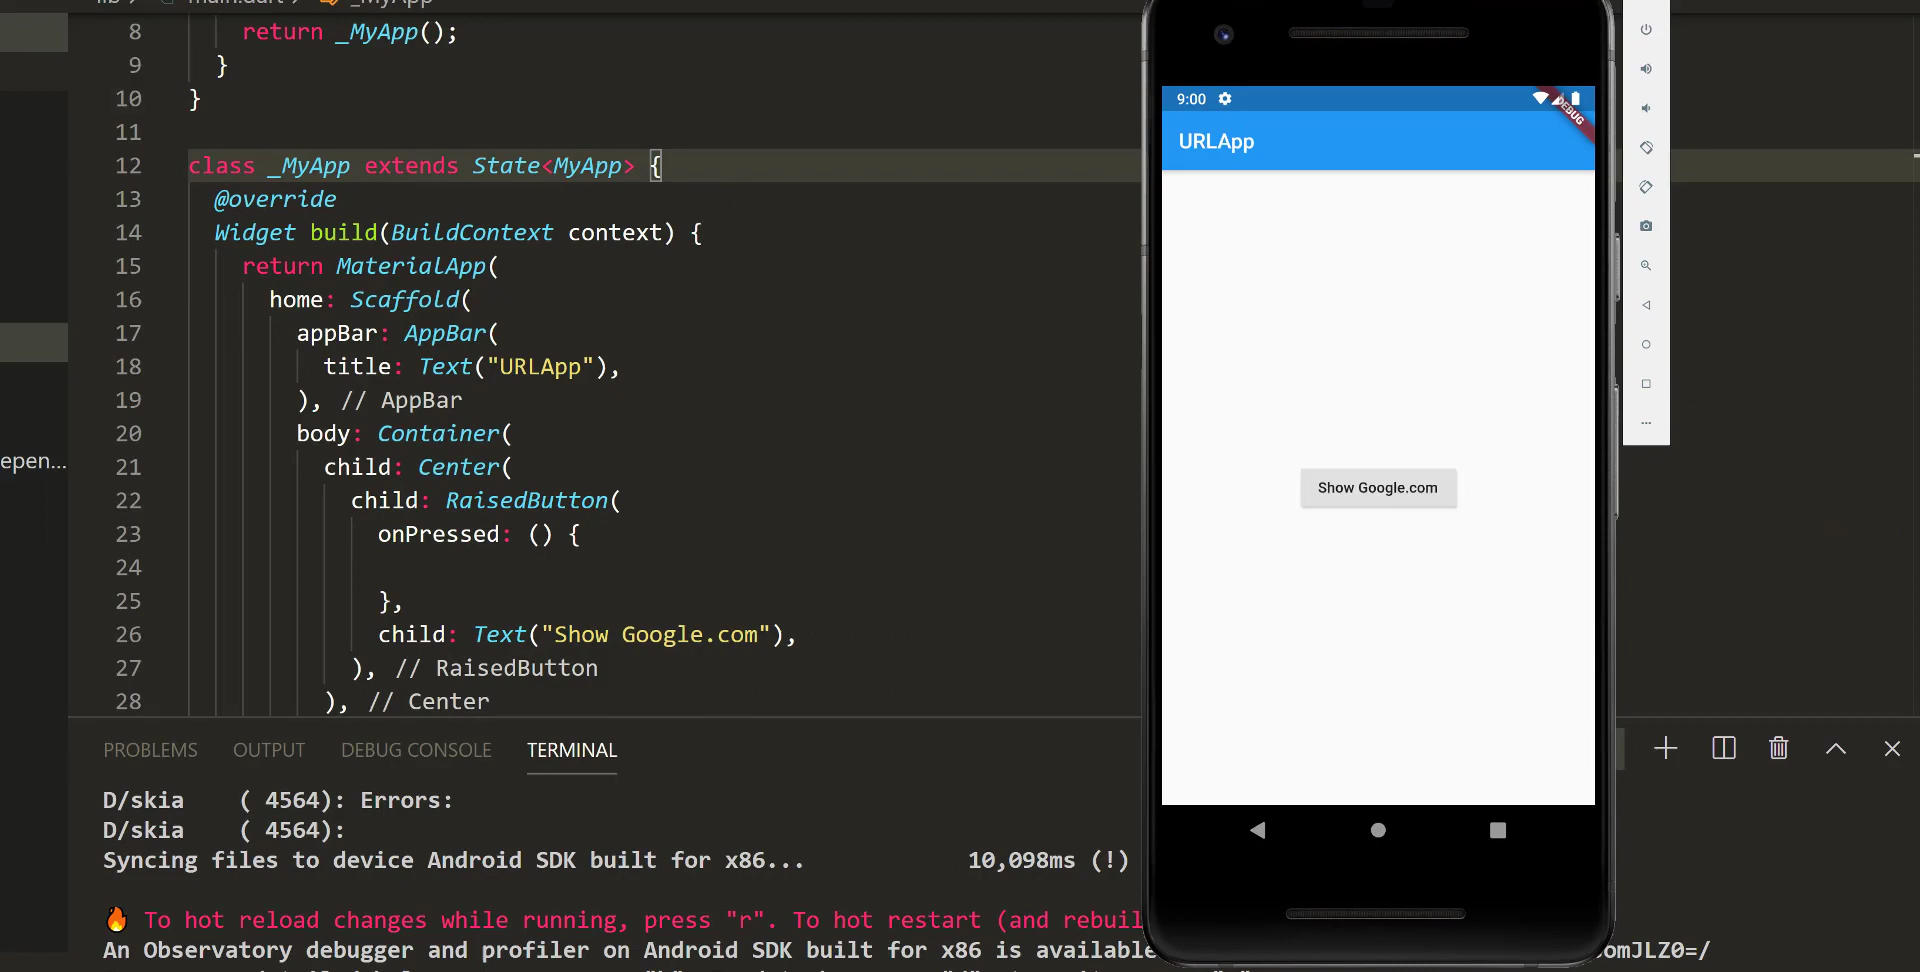 main.dart
_MyApp
8 return _MyApp();
9 }
10 }
11
12 class _MyApp extends State<MyApp> {
13 @override
14 Widget build(BuildContext context) {
15 return MaterialApp(
16 home: Scaffold(
17 appBar: AppBar(
18 title: Text("URLApp"),
19 ), // AppBar
20 body: Container(
21 child: Center(
22 child: RaisedButton(
23 onPressed: () {
24
25 },
26 child: Text("Show Google.com"),
27 ), // RaisedButton
28 ), // Center
epen...
PROBLEMS OUTPUT DEBUG CONSOLE TERMINAL
D/skia ( 4564): Errors:
D/skia ( 4564):
Syncing files to device Android SDK built for x86... 10,098ms (!)
🔥 To hot reload changes while running, press "r". To hot restart (and rebuil
An Observatory debugger and profiler on Android SDK built for x86 is available omJLZ0=/
9:00
DEBUG
URLApp
Show Google.com